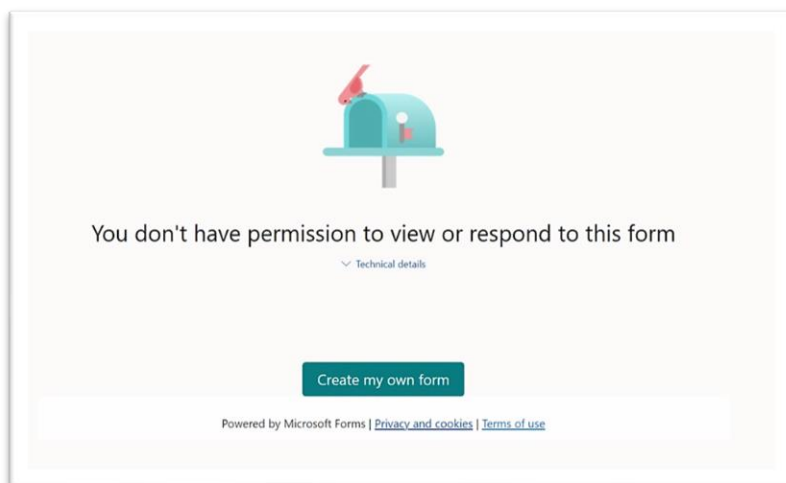 You don't have permission to view or respond to this form
Technical details
Create my own form
Powered by Microsoft Forms | Privacy and cookies | Terms of use